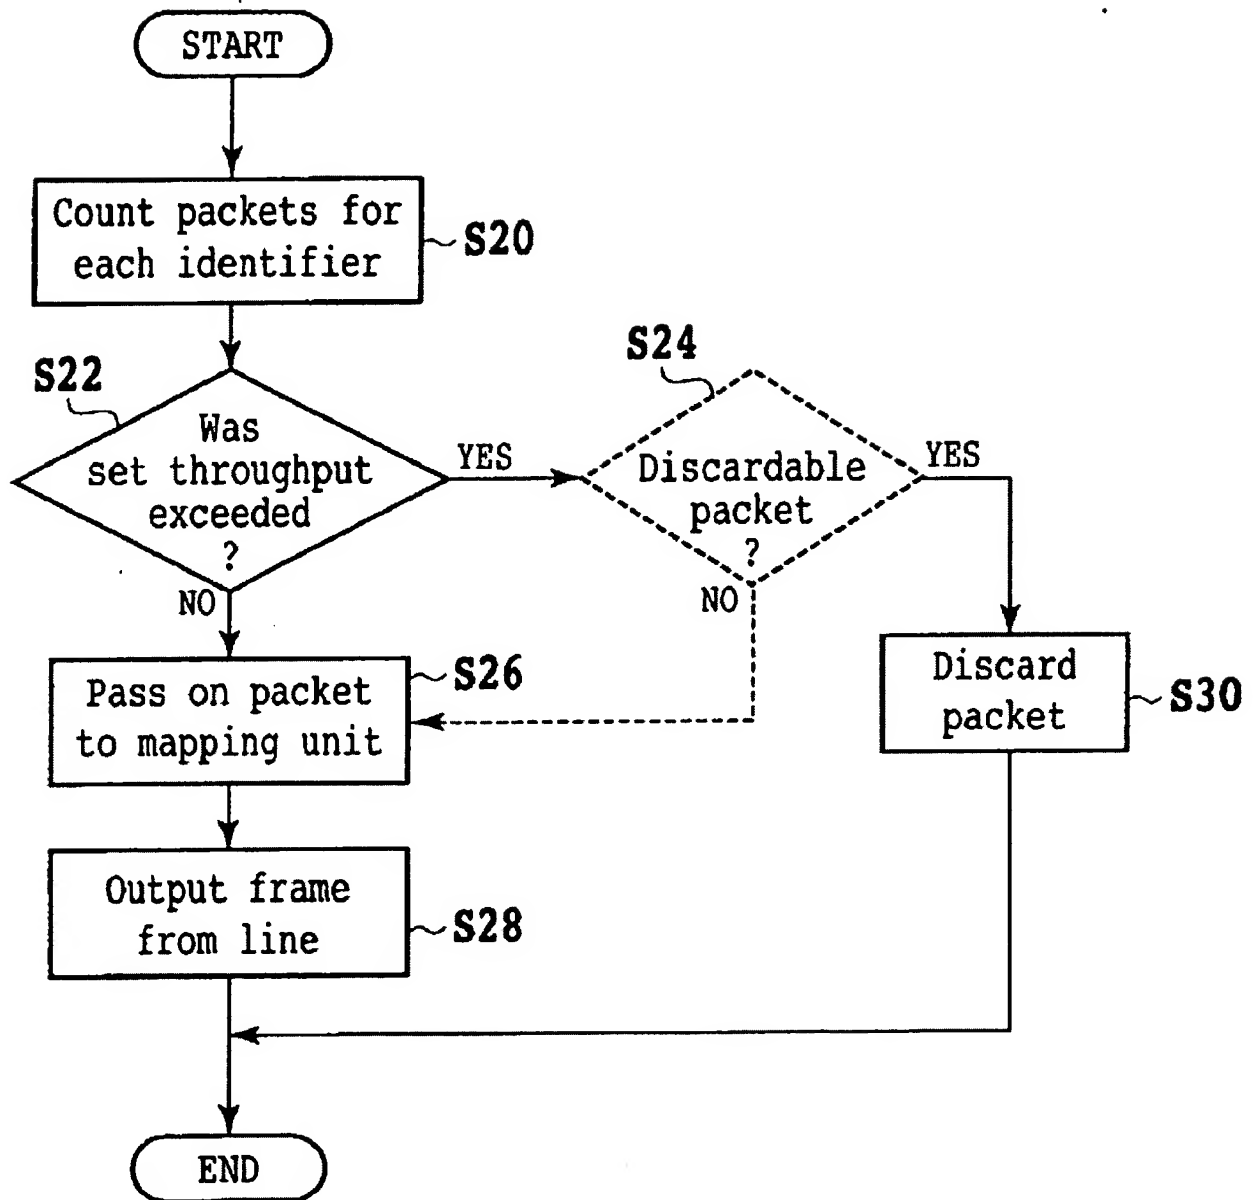 START
Count packets for
each identifier
S20
S22
Was
set throughput
exceeded
?
YES
NO
S24
Discardable
packet
?
YES
NO
Pass on packet
to mapping unit
S26
Discard
packet
S30
Output frame
from line
S28
END